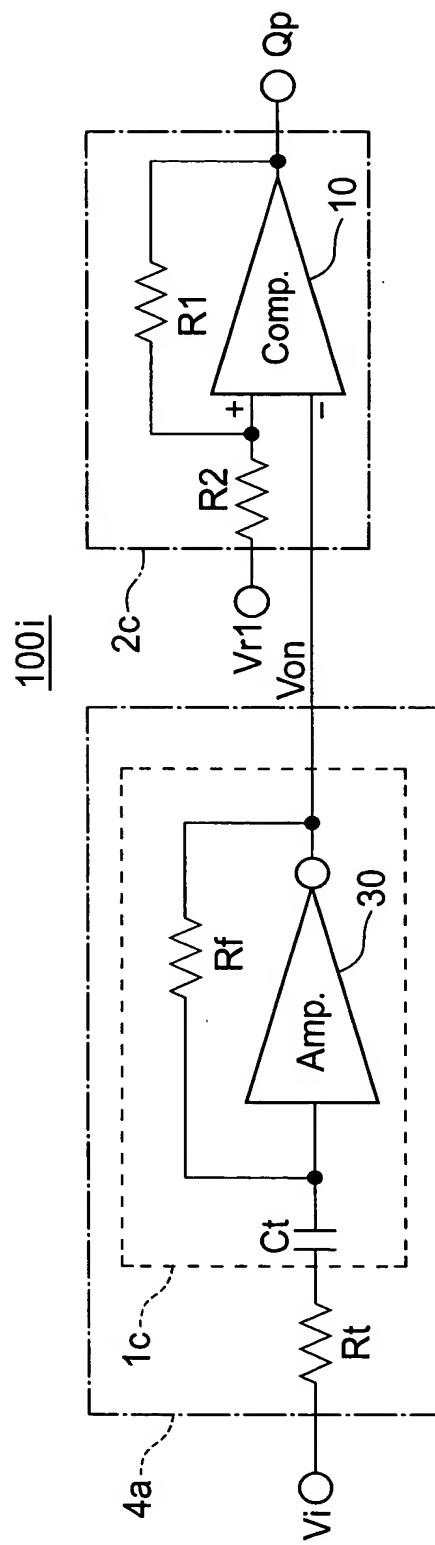 100i
4a
1c
2c
Vi
Rt
Ct
Rf
Amp.
30
Von
Vr1
R2
R1
+
−
Comp.
10
Qp